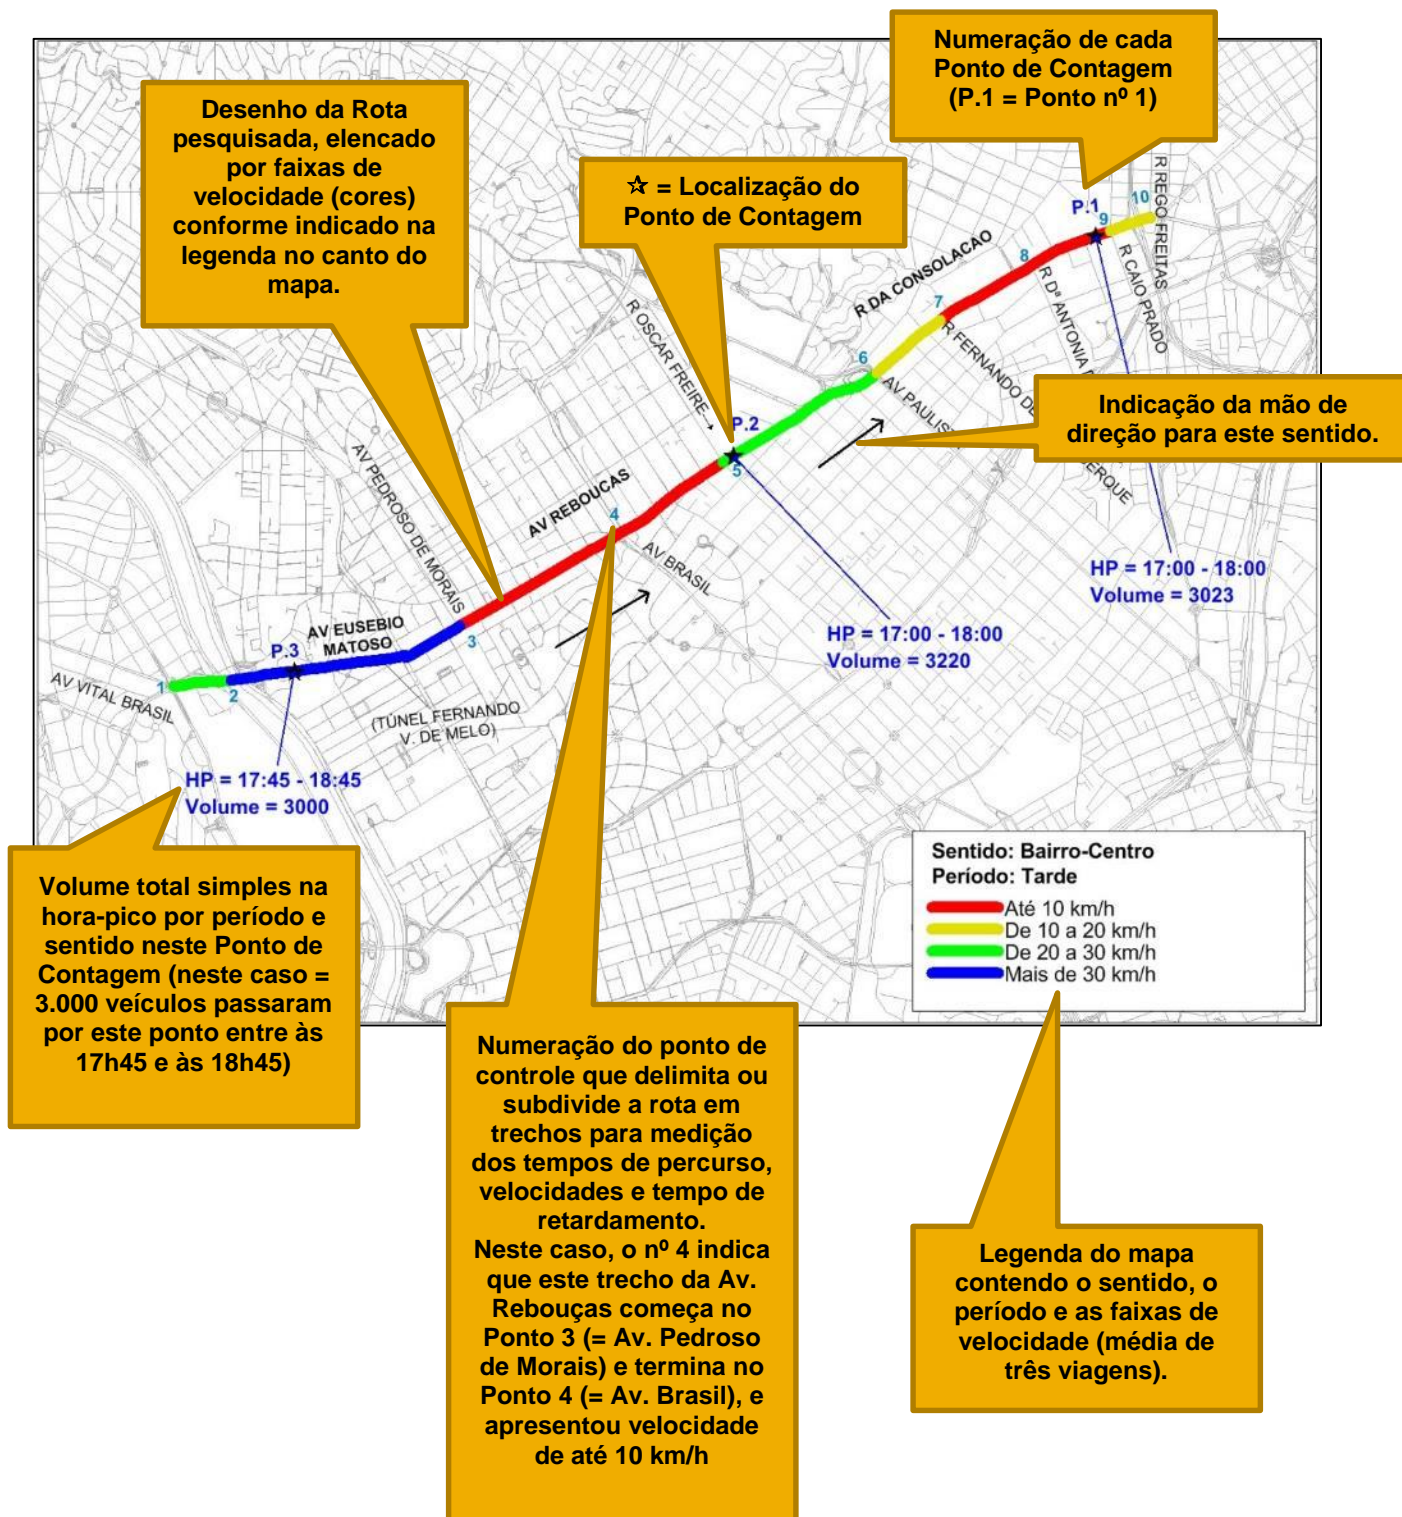 Numeração de cada
Ponto de Contagem
(P.1 = Ponto nº 1)
Desenho da Rota
pesquisada, elencado
por faixas de
velocidade (cores)
conforme indicado na
legenda no canto do
mapa.
☆ = Localização do
Ponto de Contagem
R REGO FREITAS
10
P.1
9
R CAIO PRADO
R DA CONSOLACAO
8
R Dª ANTONIA
7
R FERNANDO DE
ERQUE
R OSCAR FREIRE
6
AV PAULIS
Indicação da mão de
direção para este sentido.
P.2
5
AV PEDROSO DE MORAIS
AV REBOUCAS
4
AV BRASIL
HP = 17:00 - 18:00
Volume = 3023
HP = 17:00 - 18:00
Volume = 3220
AV EUSEBIO
MATOSO
3
P.3
1
2
AV VITAL BRASIL
(TÚNEL FERNANDO
V. DE MELO)
HP = 17:45 - 18:45
Volume = 3000
Sentido: Bairro-Centro
Período: Tarde
Até 10 km/h
De 10 a 20 km/h
De 20 a 30 km/h
Mais de 30 km/h
Volume total simples na
hora-pico por período e
sentido neste Ponto de
Contagem (neste caso =
3.000 veículos passaram
por este ponto entre às
17h45 e às 18h45)
Numeração do ponto de
controle que delimita ou
subdivide a rota em
trechos para medição
dos tempos de percurso,
velocidades e tempo de
retardamento.
Neste caso, o nº 4 indica
que este trecho da Av.
Rebouças começa no
Ponto 3 (= Av. Pedroso
de Morais) e termina no
Ponto 4 (= Av. Brasil), e
apresentou velocidade
de até 10 km/h
Legenda do mapa
contendo o sentido, o
período e as faixas de
velocidade (média de
três viagens).